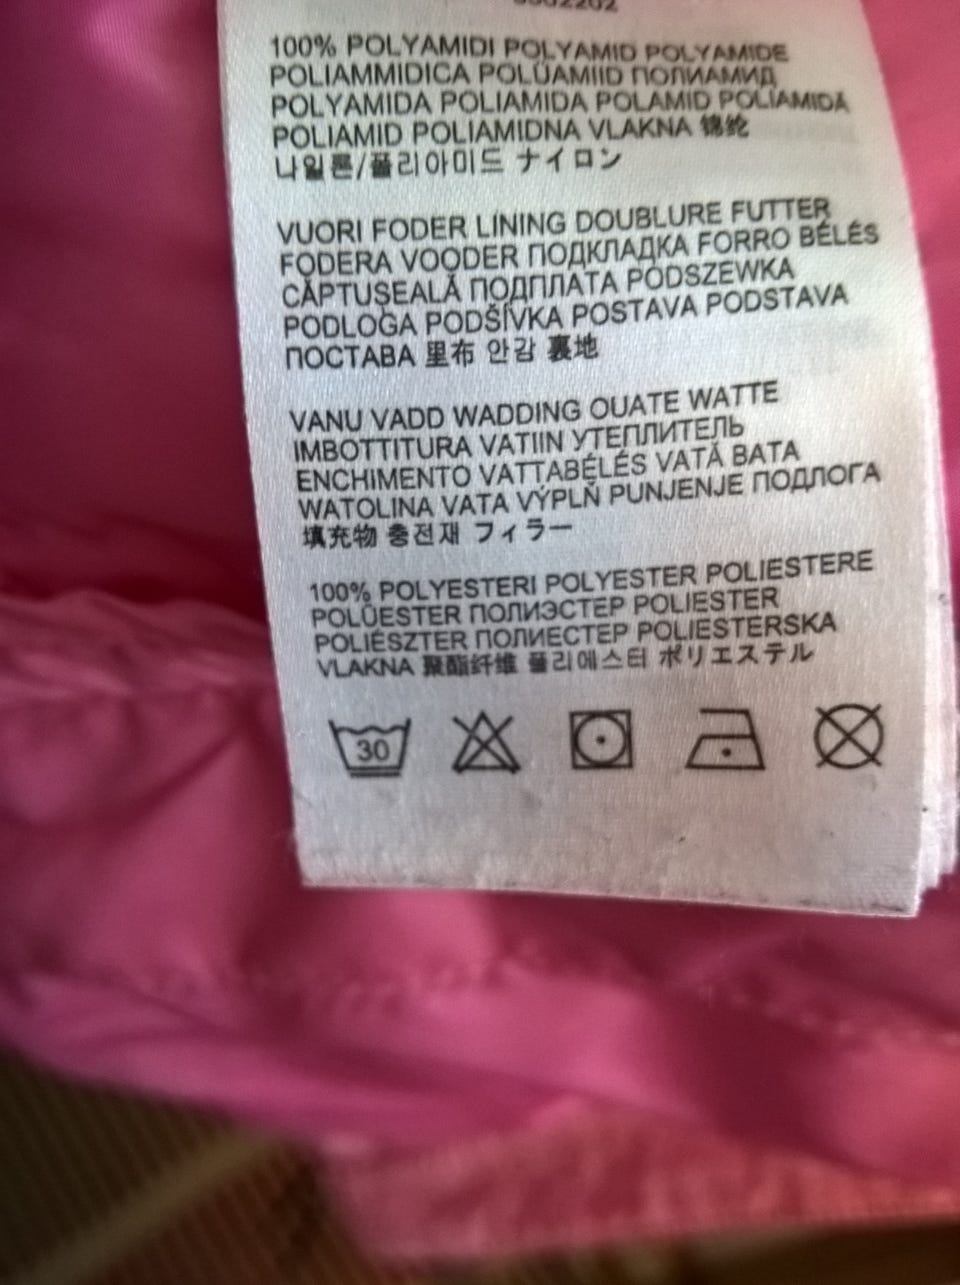 100% POLYAMIDI POLYAMID POLYAMIDE
POLIAMMIDICA POLÜAMIID ПОЛИАМИД
POLYAMIDA POLIAMIDA POLAMID POLIAMIDĂ
POLIAMID POLIAMIDNA VLAKNA 锦纶
나일론/폴리아미드 ナイロン
VUORI FODER LINING DOUBLURE FUTTER
FODERA VOODER ПОДКЛАДКА FORRO BÉLÉS
CĂPTUŞEALĂ ПОДПЛАТА PODSZEWKA
PODLOGA PODŠÍVKA POSTAVA PODSTAVA
ПОСТАВА 里布 안감 裏地
VANU VADD WADDING OUATE WATTE
IMBOTTITURA VATIIN УТЕПЛИТЕЛЬ
ENCHIMENTO VATTABÉLÉS VATĂ BATA
WATOLINA VATA VÝPLŇ PUNJENJE ПОДЛОГА
填充物 충전재 フィラー
100% POLYESTERI POLYESTER POLIESTERE
POLÜESTER ПОЛИЭСТЕР POLIESTER
POLIÉSZTER ПОЛИЕСТЕР POLIESTERSKA
VLAKNA 聚酯纤维 폴리에스터 ポリエステル
30